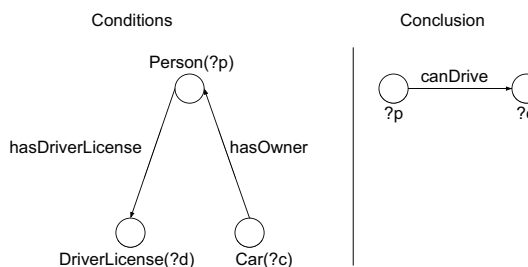 Conditions
Conclusion
Person(?p)
canDrive
?p
hasDriverLicense
hasOwner
DriverLicense(?d)
Car(?c)